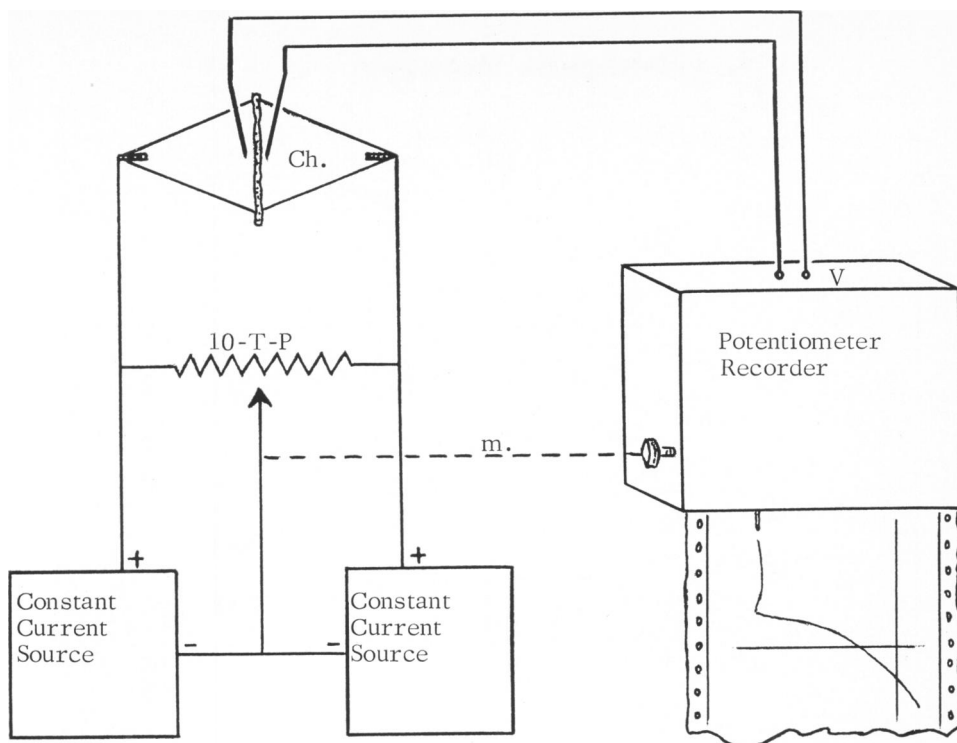 Ch.
V
10-T-P
Potentiometer
Recorder
m.
+
+
Constant
Current
Source
-
-
Constant
Current
Source